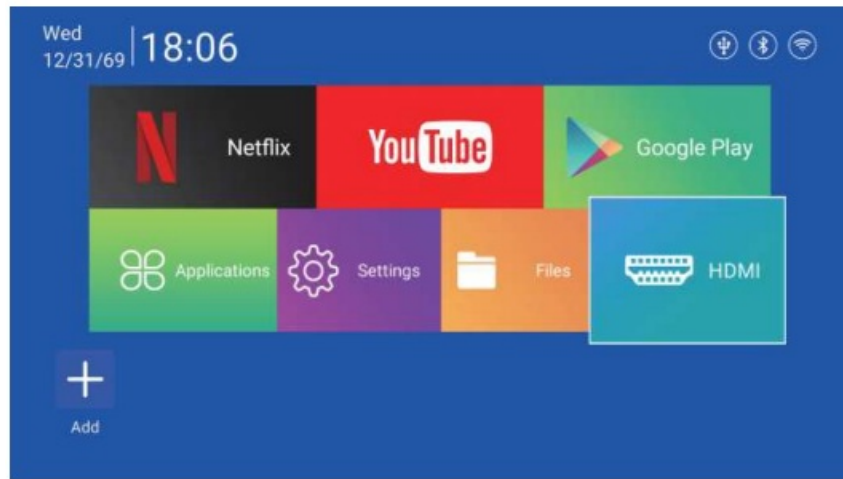 Wed
12/31/69
18:06
Netflix
YouTube
Google Play
Applications
Settings
Files
HDMI
Add